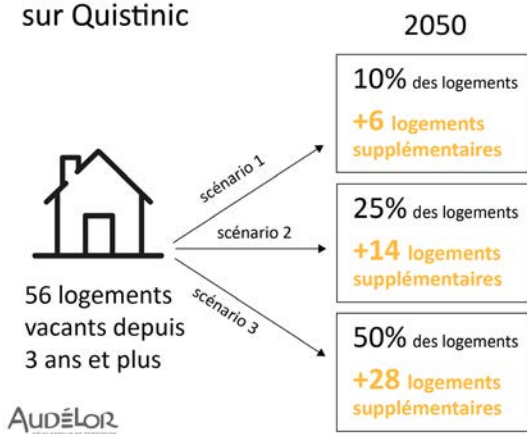 sur Quistinic
2050
10% des logements
+6 logements
supplémentaires
scénario 1
25% des logements
+14 logements
supplémentaires
scénario 2
50% des logements
+28 logements
supplémentaires
scénario 3
56 logements
vacants depuis
3 ans et plus
AUDÉLOR